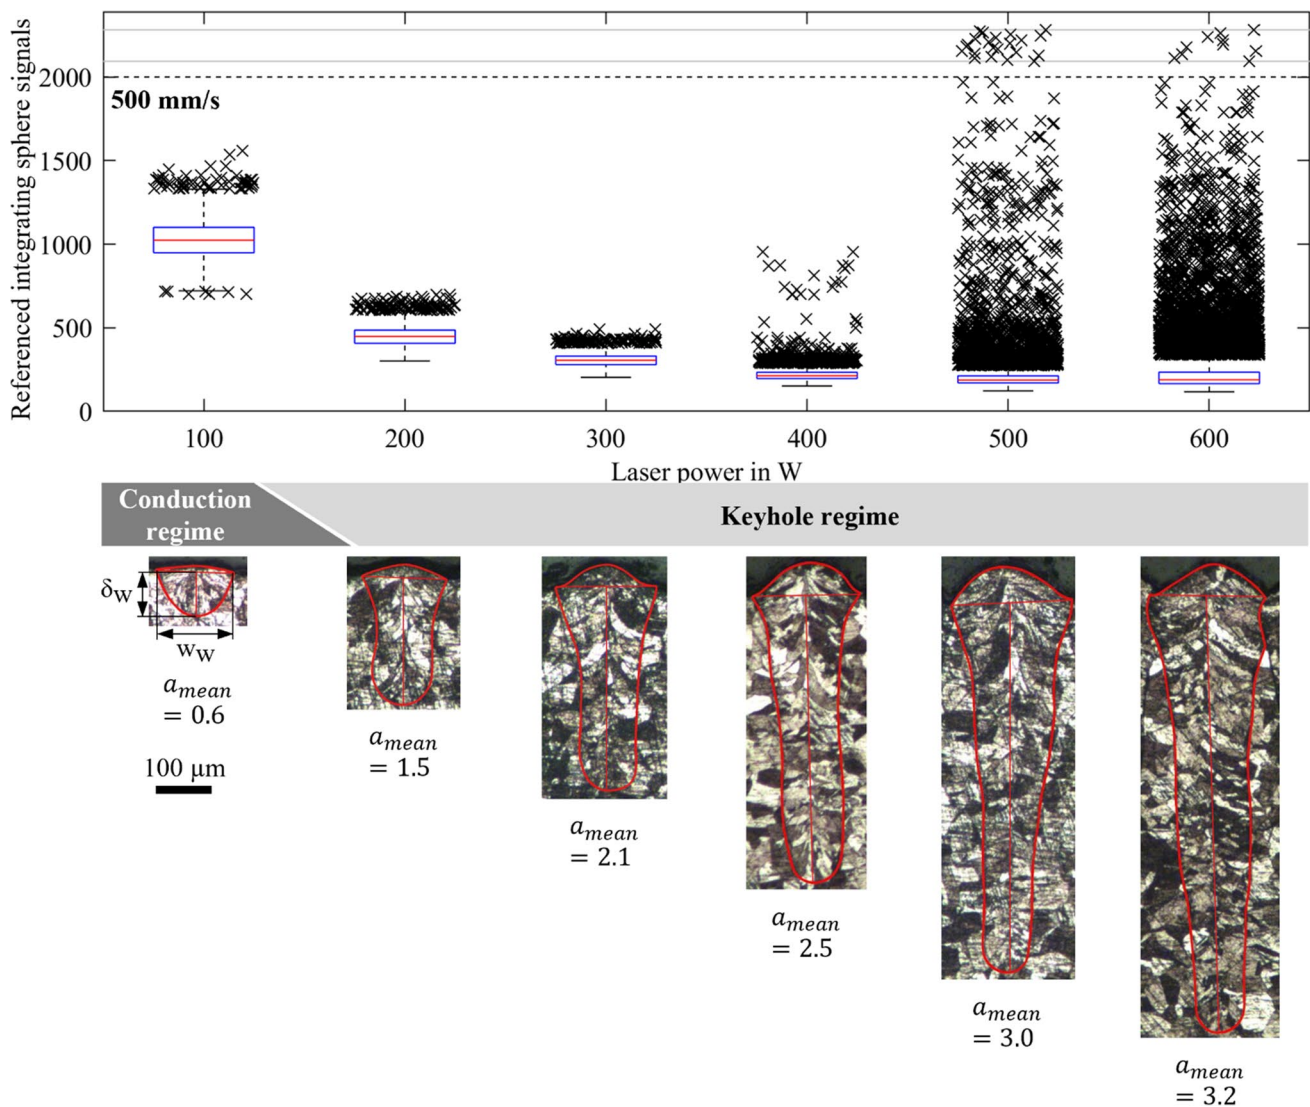 Referenced integrating sphere signals
2000
1500
1000
500
0
500 mm/s
100 200 300 400 500 600
Laser power in W
Conduction
regime
Keyhole regime
δw
wW
amean
= 0.6
100 µm
amean
= 1.5
amean
= 2.1
amean
= 2.5
amean
= 3.0
amean
= 3.2